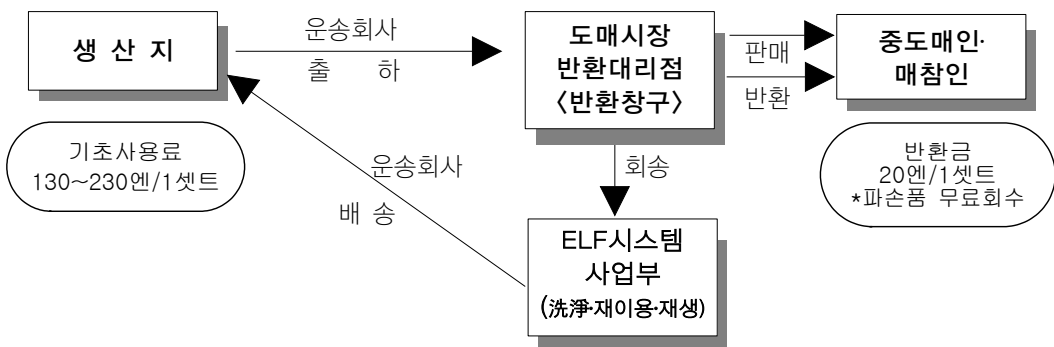 생 산 지
운송회사
출 하
도매시장
반환대리점
〈반환창구〉
판매
반환
중도매인·
매참인
기초사용료
130~230엔/1셋트
운송회사
배 송
회송
반환금
20엔/1셋트
*파손품 무료회수
ELF시스템
사업부
(洗淨·재이용·재생)